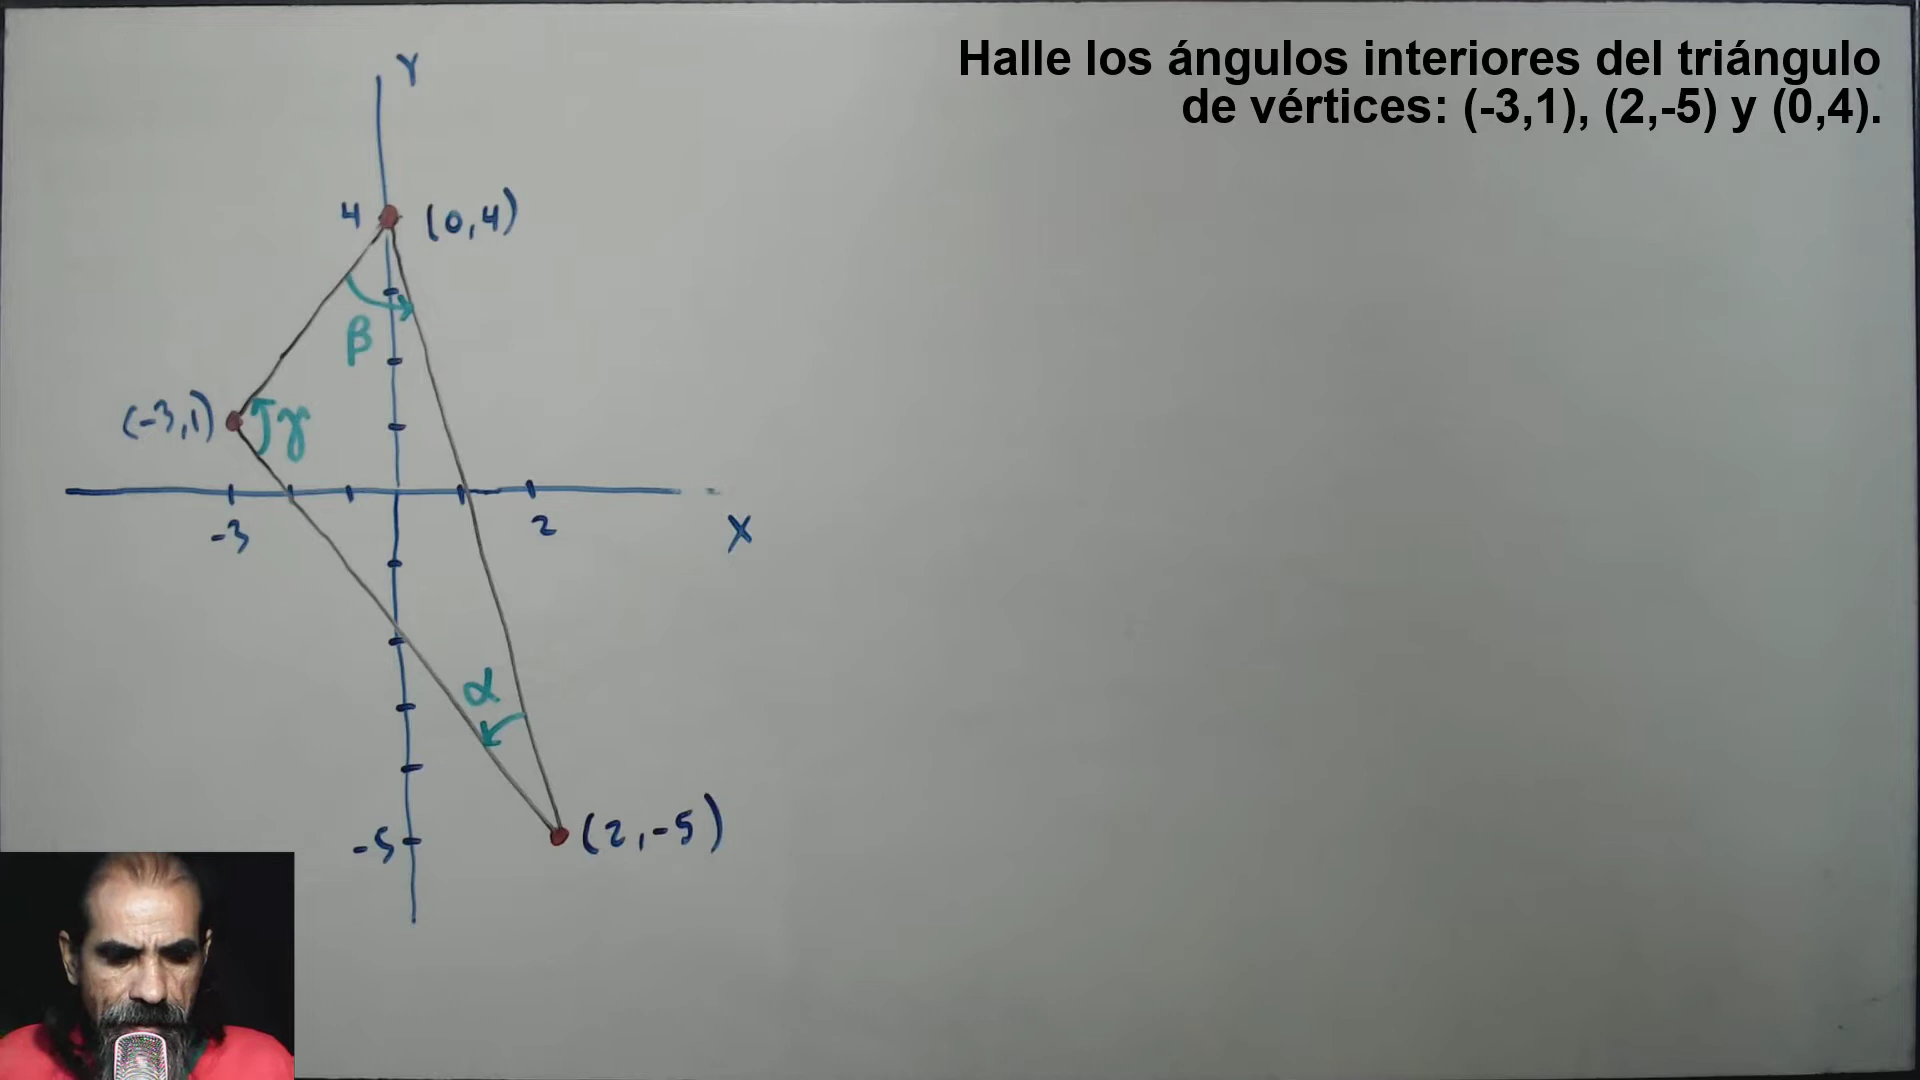 Halle los ángulos interiores del triángulo
de vértices: (-3,1), (2,-5) y (0,4).
Y
4 (0,4)
β
(-3,1) γ
-3 2 X
α
-5 (2,-5)